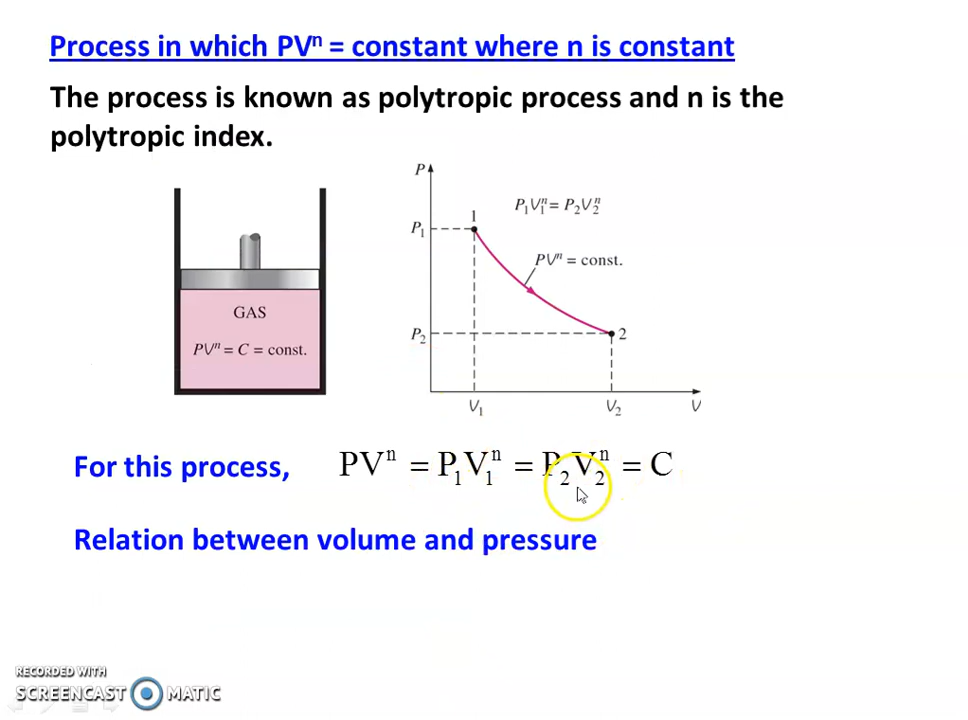 Process in which PVⁿ = constant where n is constant
The process is known as polytropic process and n is the
polytropic index.
P
P₁V₁ⁿ = P₂V₂ⁿ
1
P₁
PVⁿ = const.
GAS
P₂
2
PVⁿ = C = const.
V₁
V₂
V
For this process, PVⁿ = P₁V₁ⁿ = P₂V₂ⁿ = C
Relation between volume and pressure
RECORDED WITH
SCREENCAST MATIC